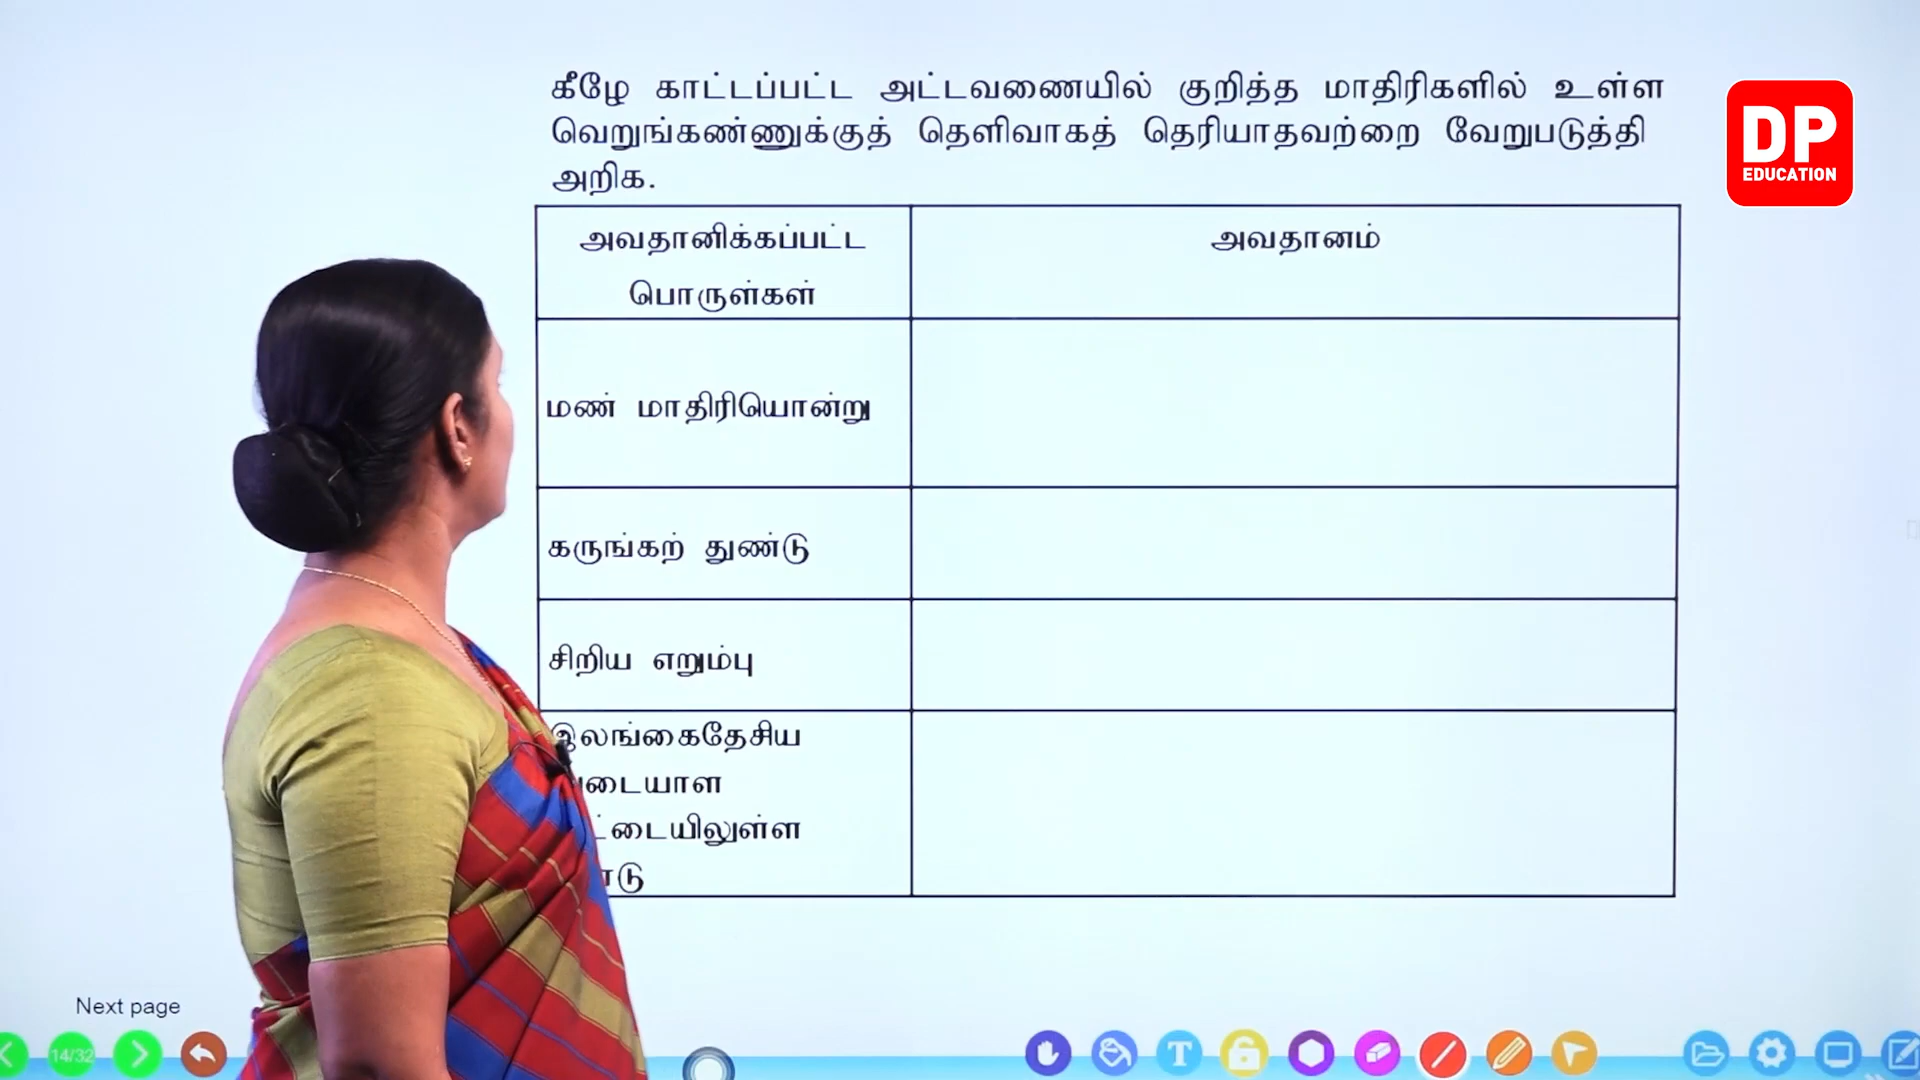 கீழே காட்டப்பட்ட அட்டவணையில் குறித்த மாதிரிகளில் உள்ள
வெறுங்கண்ணுக்குத் தெளிவாகத் தெரியாதவற்றை வேறுபடுத்தி
அறிக.
DP
EDUCATION
அவதானிக்கப்பட்ட
பொருள்கள்
அவதானம்
மண் மாதிரியொன்று
கருங்கற் துண்டு
சிறிய எறும்பு
இலங்கைதேசிய
Next page
14/32
T